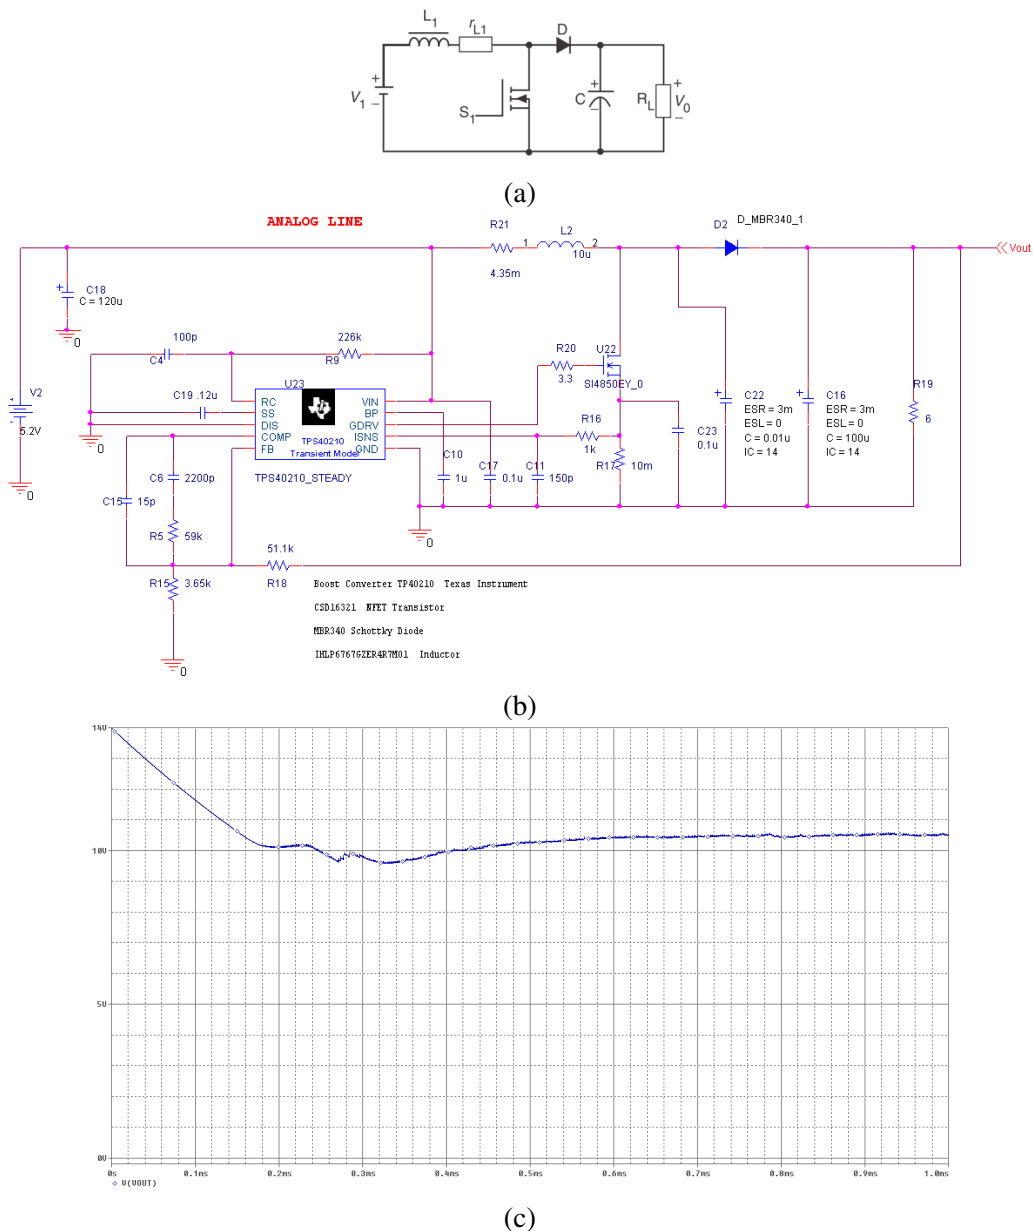 L1 rL1 D
V1 + − S1 C + − RL + V0 −
(a)
ANALOG LINE
D_MBR340_1
R21 L2 D2
1 2 10u
4.35m
Vout
C18
C = 120u
0
100p 226k
C4 R9
R20 U22
3.3 SI4850EY_0
V2
5.2V
0
U23
C19 .12u
RC VIN
SS BP
DIS GDRV
COMP ISNS
FB GND
TPS40210
Transient Model
TPS40210_STEADY
0
R16
1k
R17 10m
C23
0.1u
C22
ESR = 3m
ESL = 0
C = 0.01u
IC = 14
C16
ESR = 3m
ESL = 0
C = 100u
IC = 14
R19
6
C10
1u
C17
0.1u
C11
150p
0
C6 2200p
C15 15p
R5 59k
51.1k
R18
R15 3.65k
0
Boost Converter TP40210 Texas Instrument
CSD16321 NFET Transistor
MBR340 Schottky Diode
IHLP6767GZER4R7M01 Inductor
(b)
14V
10V
5V
0V
0s 0.1ms 0.2ms 0.3ms 0.4ms 0.5ms 0.6ms 0.7ms 0.8ms 0.9ms 1.0ms
V(VOUT)
(c)